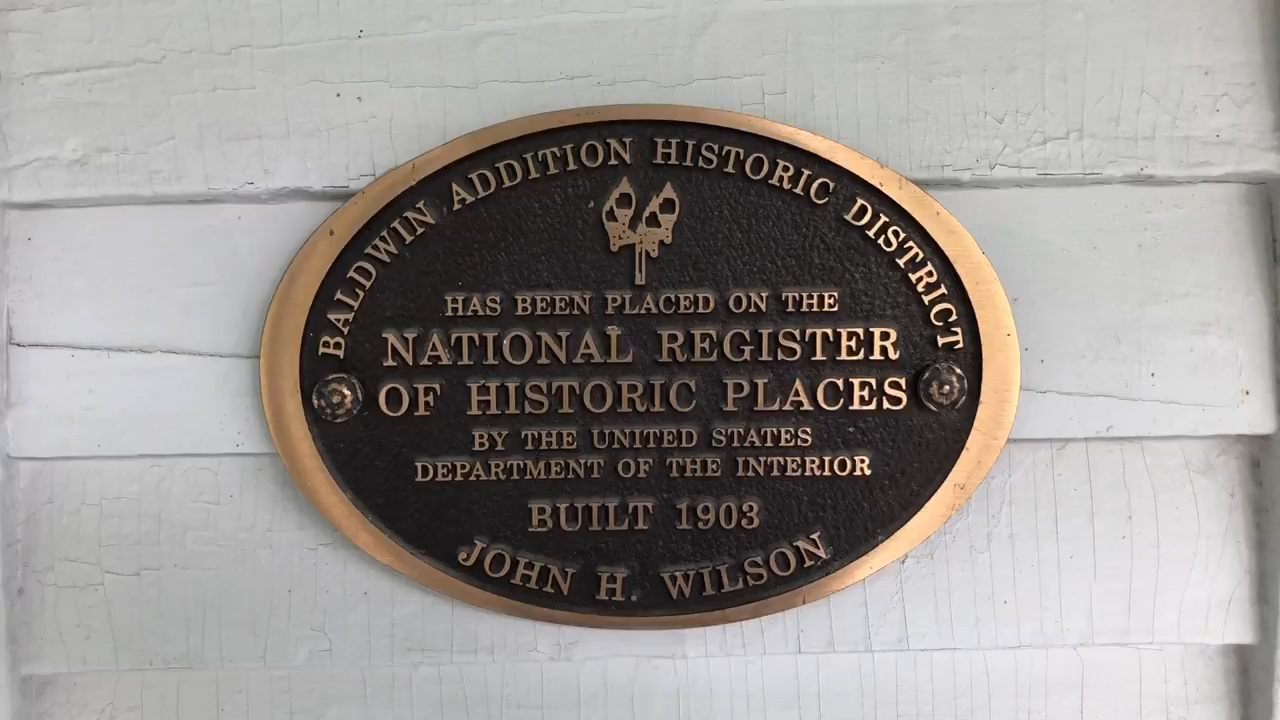 BALDWIN ADDITION HISTORIC DISTRICT
HAS BEEN PLACED ON THE
NATIONAL REGISTER
OF HISTORIC PLACES
BY THE UNITED STATES
DEPARTMENT OF THE INTERIOR
BUILT 1903
JOHN H. WILSON